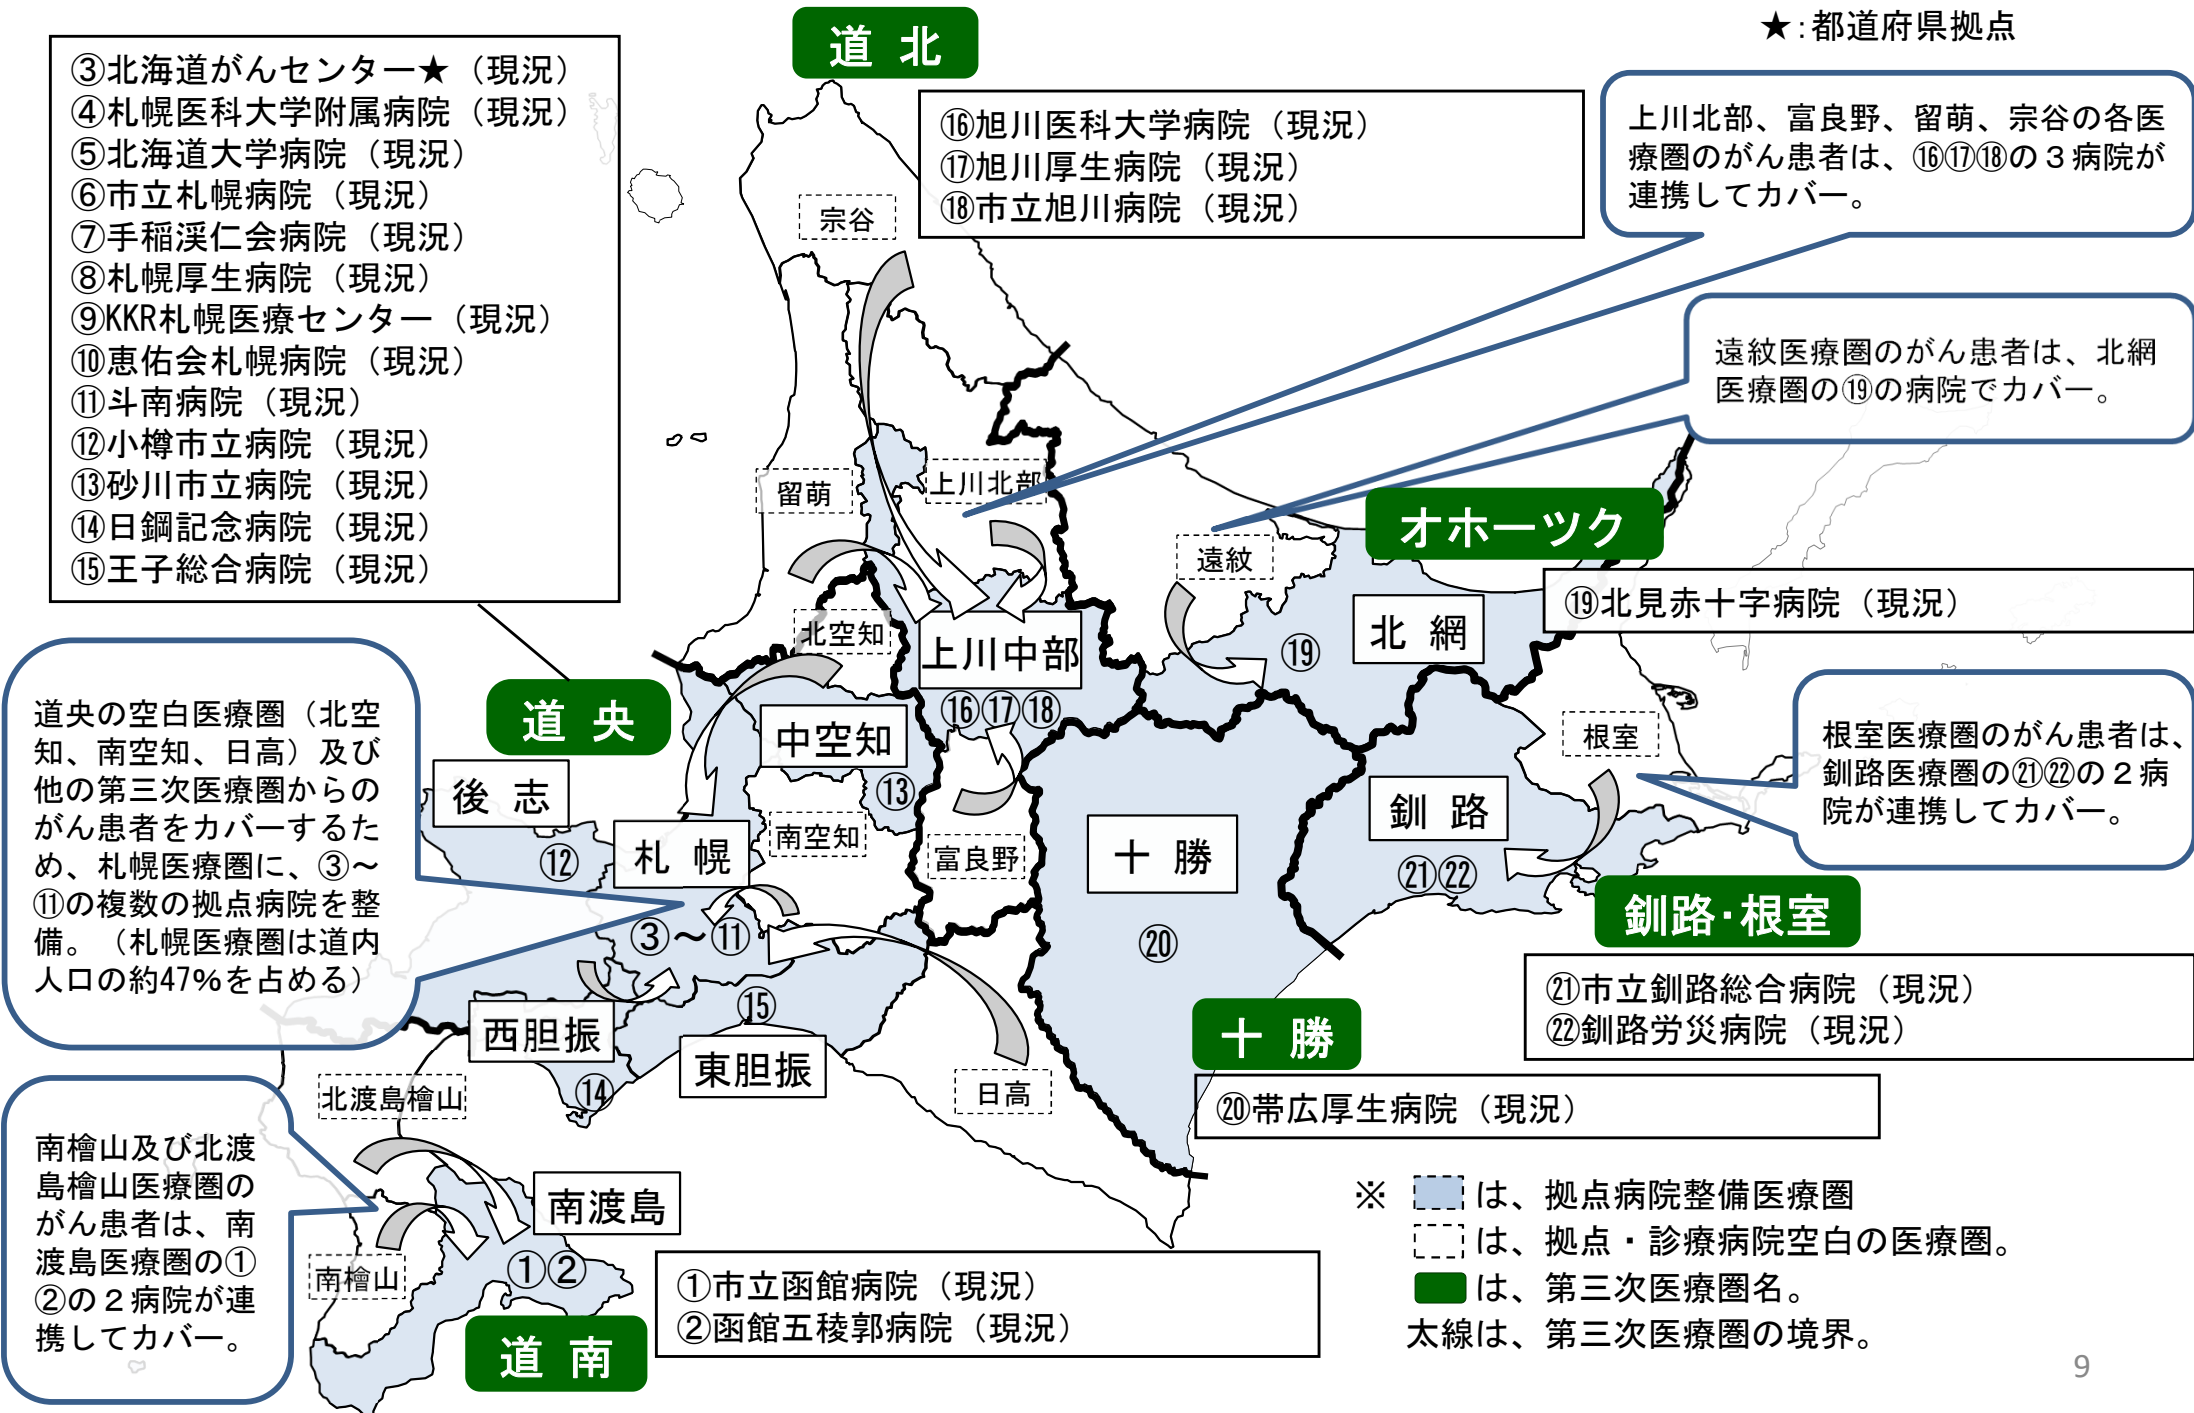 ★:都道府県拠点
道 北
③北海道がんセンター★（現況）
④札幌医科大学附属病院（現況）
⑤北海道大学病院（現況）
⑥市立札幌病院（現況）
⑦手稲渓仁会病院（現況）
⑧札幌厚生病院（現況）
⑨KKR札幌医療センター（現況）
⑩恵佑会札幌病院（現況）
⑪斗南病院（現況）
⑫小樽市立病院（現況）
⑬砂川市立病院（現況）
⑭日鋼記念病院（現況）
⑮王子総合病院（現況）
⑯旭川医科大学病院（現況）
⑰旭川厚生病院（現況）
⑱市立旭川病院（現況）
上川北部、富良野、留萌、宗谷の各医
療圏のがん患者は、⑯⑰⑱の３病院が
連携してカバー。
宗谷
遠紋医療圏のがん患者は、北網
医療圏の⑲の病院でカバー。
留萌
上川北部
オホーツク
遠紋
⑲北見赤十字病院（現況）
北空知
上川中部
北 網
⑲
道 央
⑯⑰⑱
中空知
⑬
根室
根室医療圏のがん患者は、
釧路医療圏の㉑㉒の２病
院が連携してカバー。
道央の空白医療圏（北空
知、南空知、日高）及び
他の第三次医療圏からの
がん患者をカバーするた
め、札幌医療圏に、③～
⑪の複数の拠点病院を整
備。（札幌医療圏は道内
人口の約47%を占める）
後 志
⑫
札 幌
南空知
富良野
十 勝
釧 路
㉑㉒
釧路･根室
③～⑪
⑳
⑮
西胆振
東胆振
⑭
日高
十 勝
㉑市立釧路総合病院（現況）
㉒釧路労災病院（現況）
⑳帯広厚生病院（現況）
北渡島檜山
南檜山及び北渡
島檜山医療圏の
がん患者は、南
渡島医療圏の①
②の２病院が連
携してカバー。
南渡島
南檜山
①②
道 南
①市立函館病院（現況）
②函館五稜郭病院（現況）
※ は、拠点病院整備医療圏
は、拠点・診療病院空白の医療圏。
は、第三次医療圏名。
太線は、第三次医療圏の境界。
9